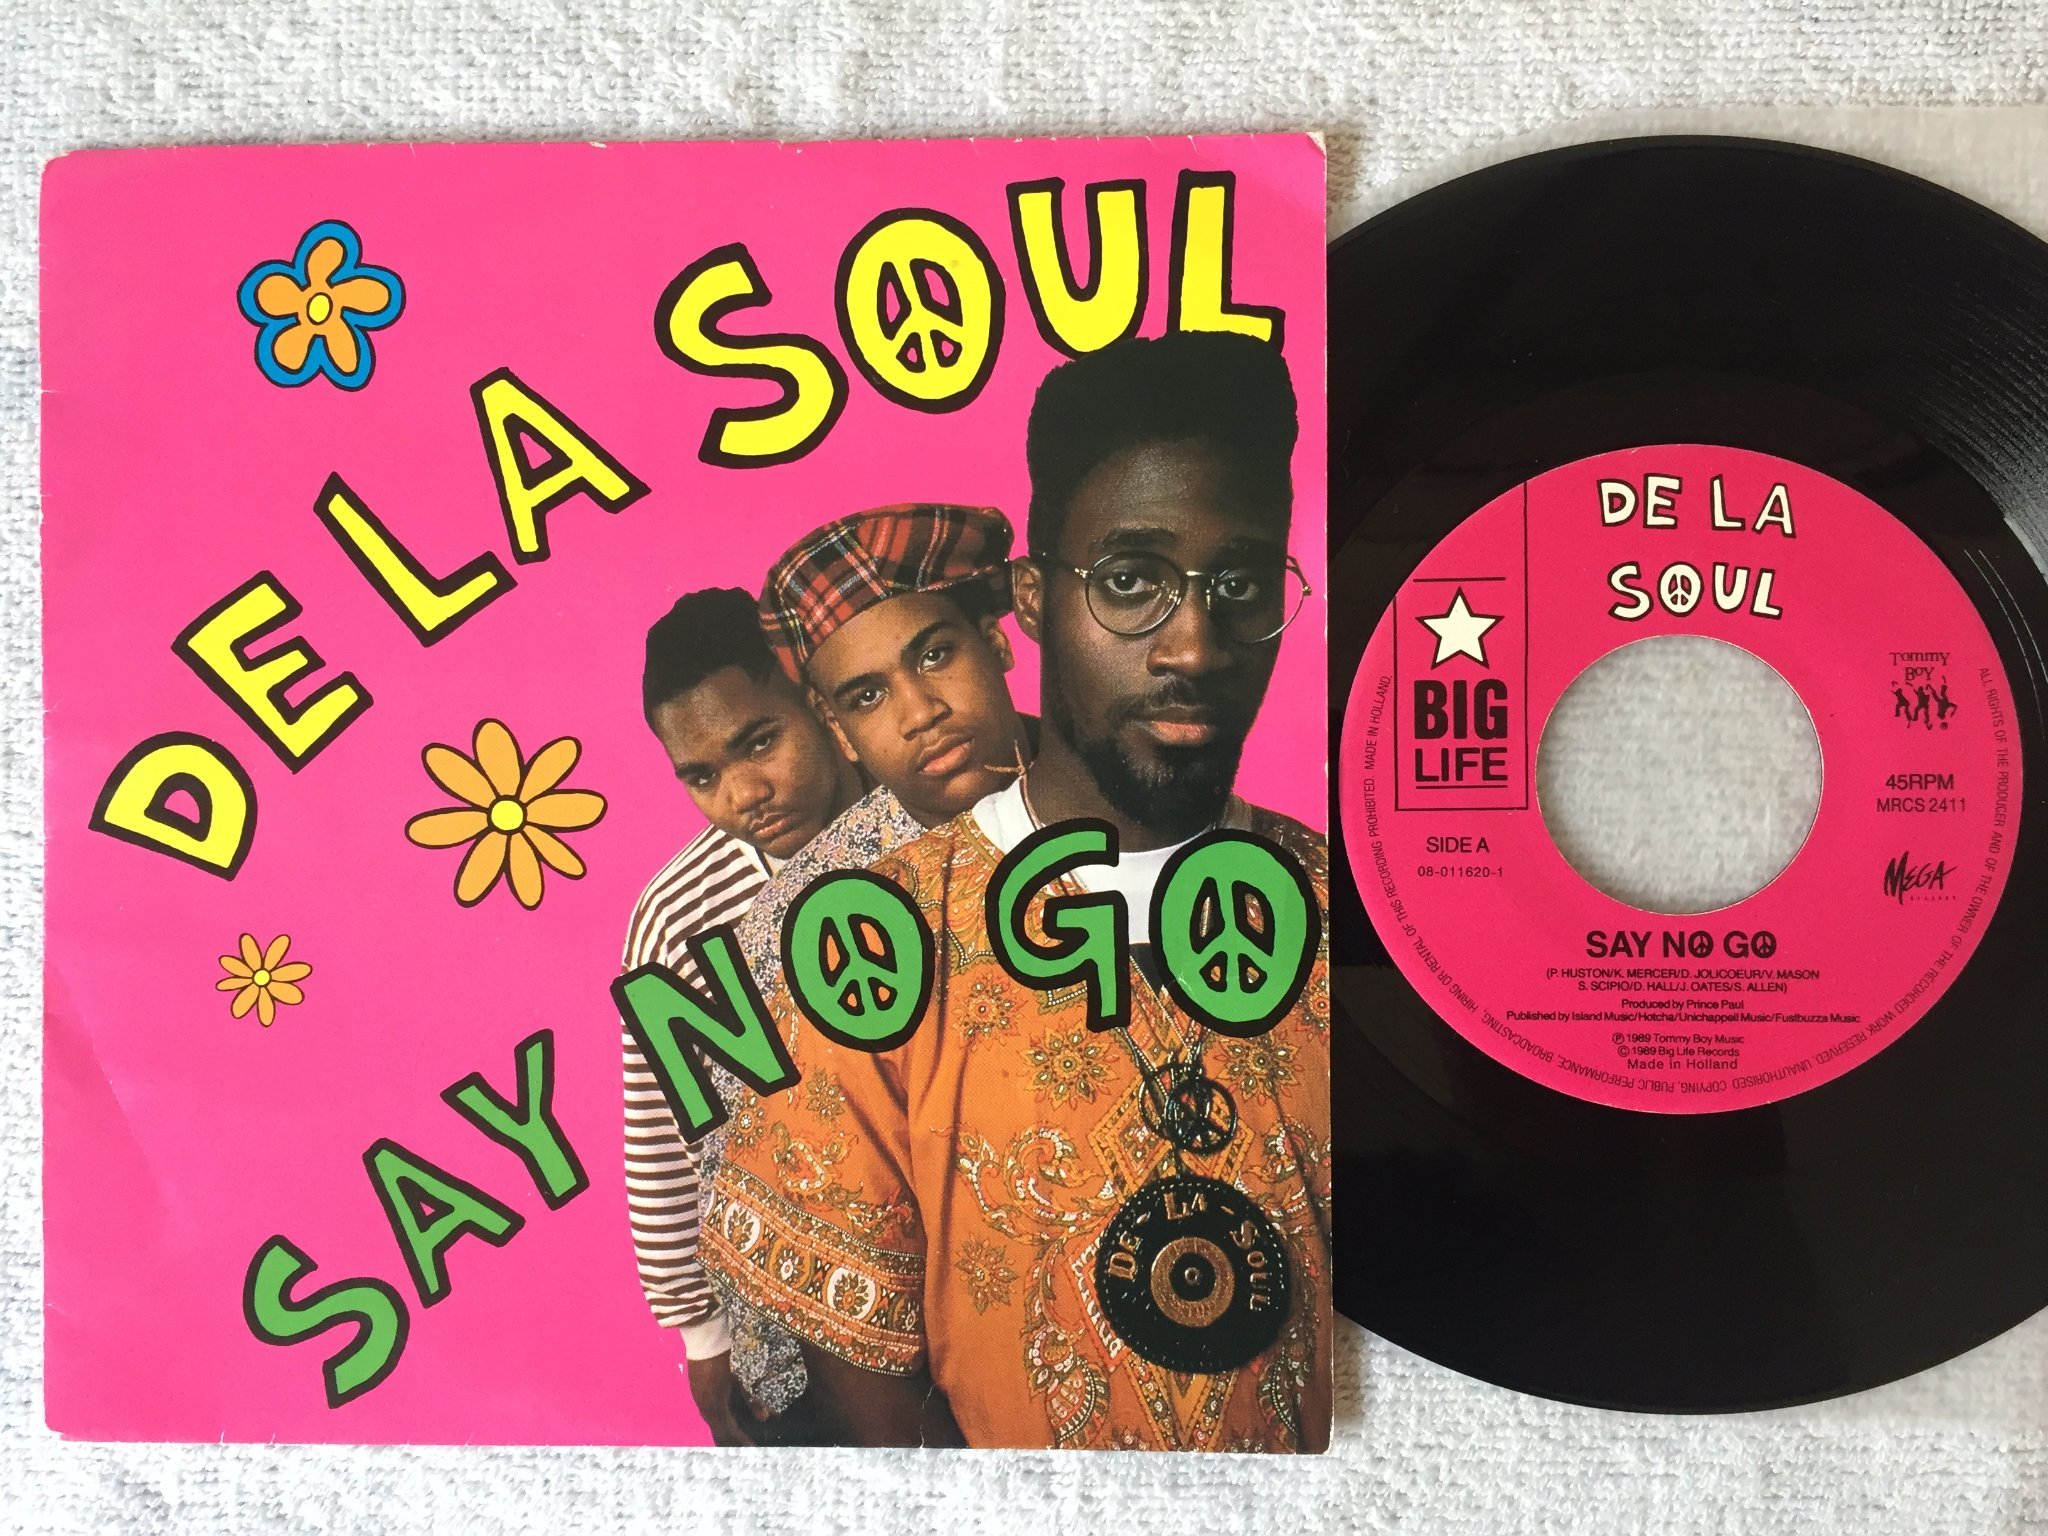 DE LA SOUL
SAY NO GO
DE - LA - SOUL
DE LA
SOUL
BIG
LIFE
Tommy
Boy
45RPM
MRCS 2411
SIDE A
08-011620-1
MEGA
RECORDS
SAY NO GO
(P. HUSTON/K. MERCER/D. JOLICOEUR/V. MASON
S. SCIPIO/D. HALL/J. OATES/S. ALLEN)
Produced by Prince Paul
Published by Island Music/Hotcha/Unichappell Music/Fustbuzza Music
℗ 1989 Tommy Boy Music
© 1989 Big Life Records
Made in Holland
ALL RIGHTS OF THE PRODUCER AND OF THE OWNER OF THE RECORDED WORK RESERVED. UNAUTHORISED COPYING, PUBLIC PERFORMANCE, BROADCASTING, HIRING OR RENTAL OF THIS RECORDING PROHIBITED. MADE IN HOLLAND.